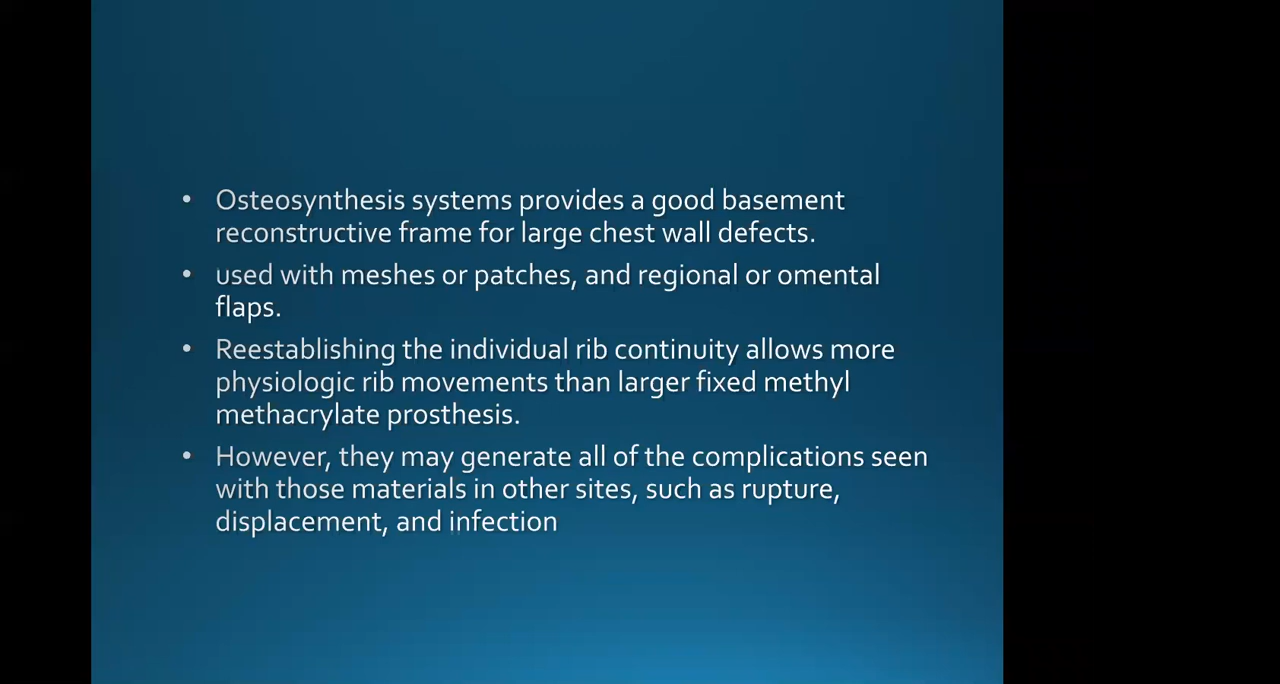 • Osteosynthesis systems provides a good basement
reconstructive frame for large chest wall defects.
• used with meshes or patches, and regional or omental
flaps.
• Reestablishing the individual rib continuity allows more
physiologic rib movements than larger fixed methyl
methacrylate prosthesis.
• However, they may generate all of the complications seen
with those materials in other sites, such as rupture,
displacement, and infection